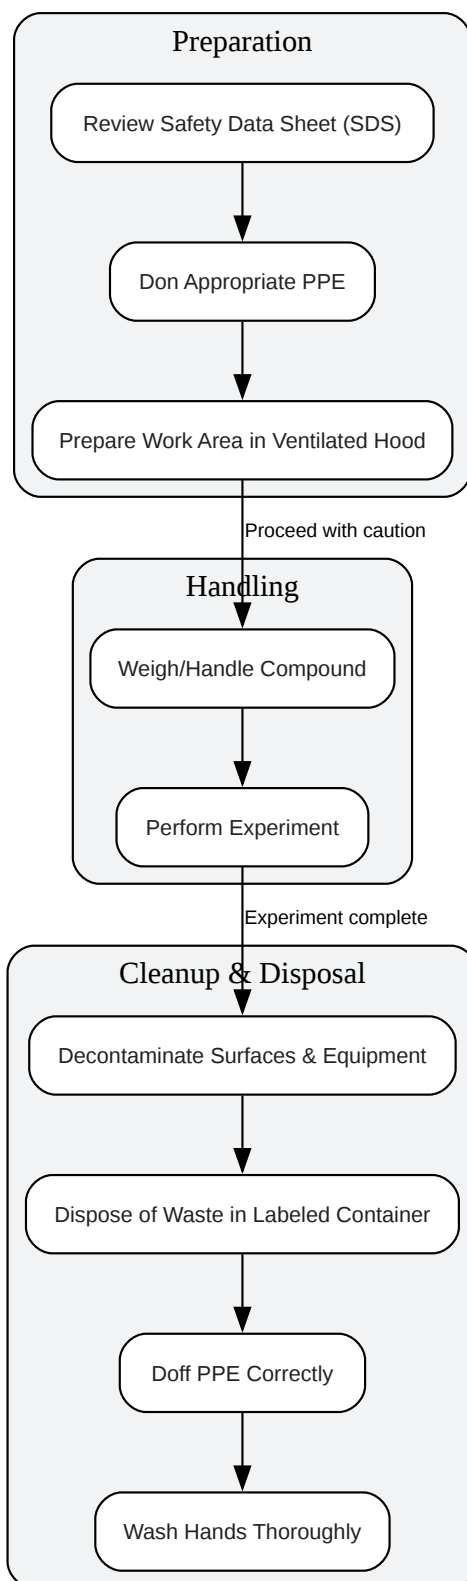 Preparation
Review Safety Data Sheet (SDS)
Don Appropriate PPE
Prepare Work Area in Ventilated Hood
Proceed with caution
Handling
Weigh/Handle Compound
Perform Experiment
Experiment complete
Cleanup & Disposal
Decontaminate Surfaces & Equipment
Dispose of Waste in Labeled Container
Doff PPE Correctly
Wash Hands Thoroughly